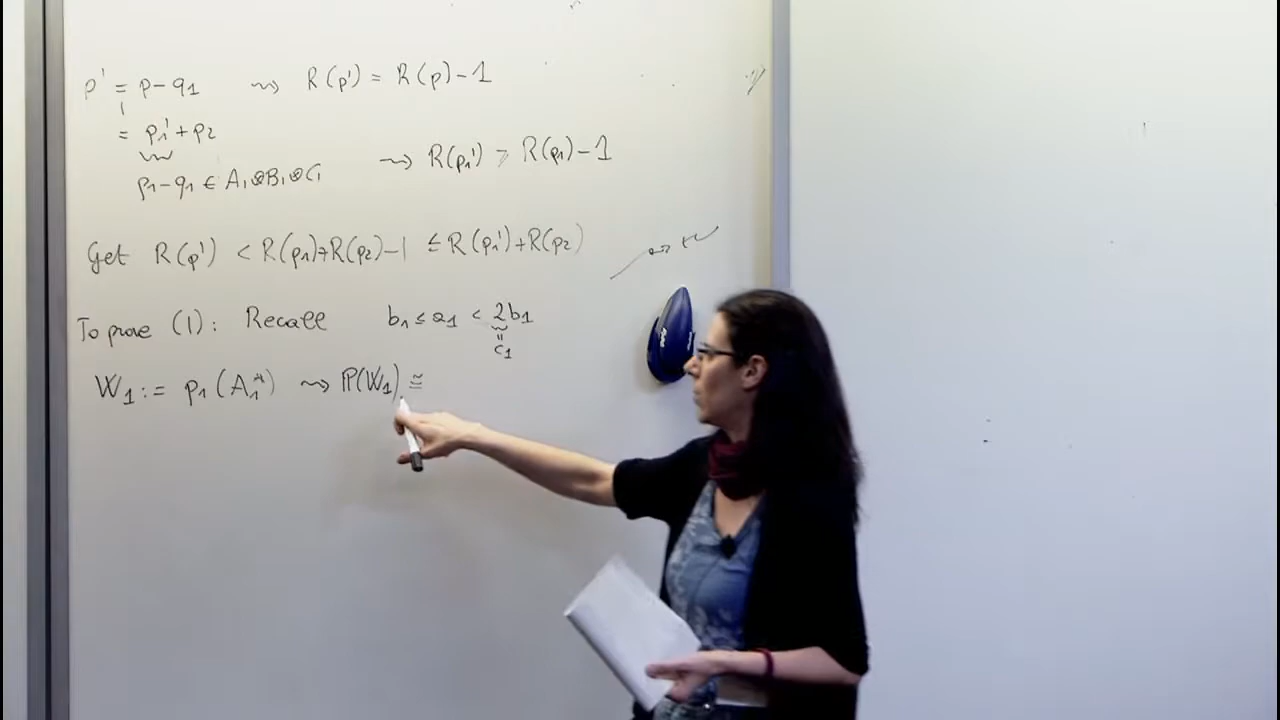 p' = p-q₁ ⇝ R(p') = R(p)-1
= p₁'+p₂
p₁-q₁ ∈ A₁⊗B₁⊗C₁ ⇝ R(p₁') ≥ R(p₁)-1
Get R(p') < R(p₁)+R(p₂)-1 ≤ R(p₁')+R(p₂)
To prove (1): Recall b₁ ≤ a₁ < 2b₁
= c₁
W₁ := p₁(A₁*) ⇝ ℙ(W₁) ≅